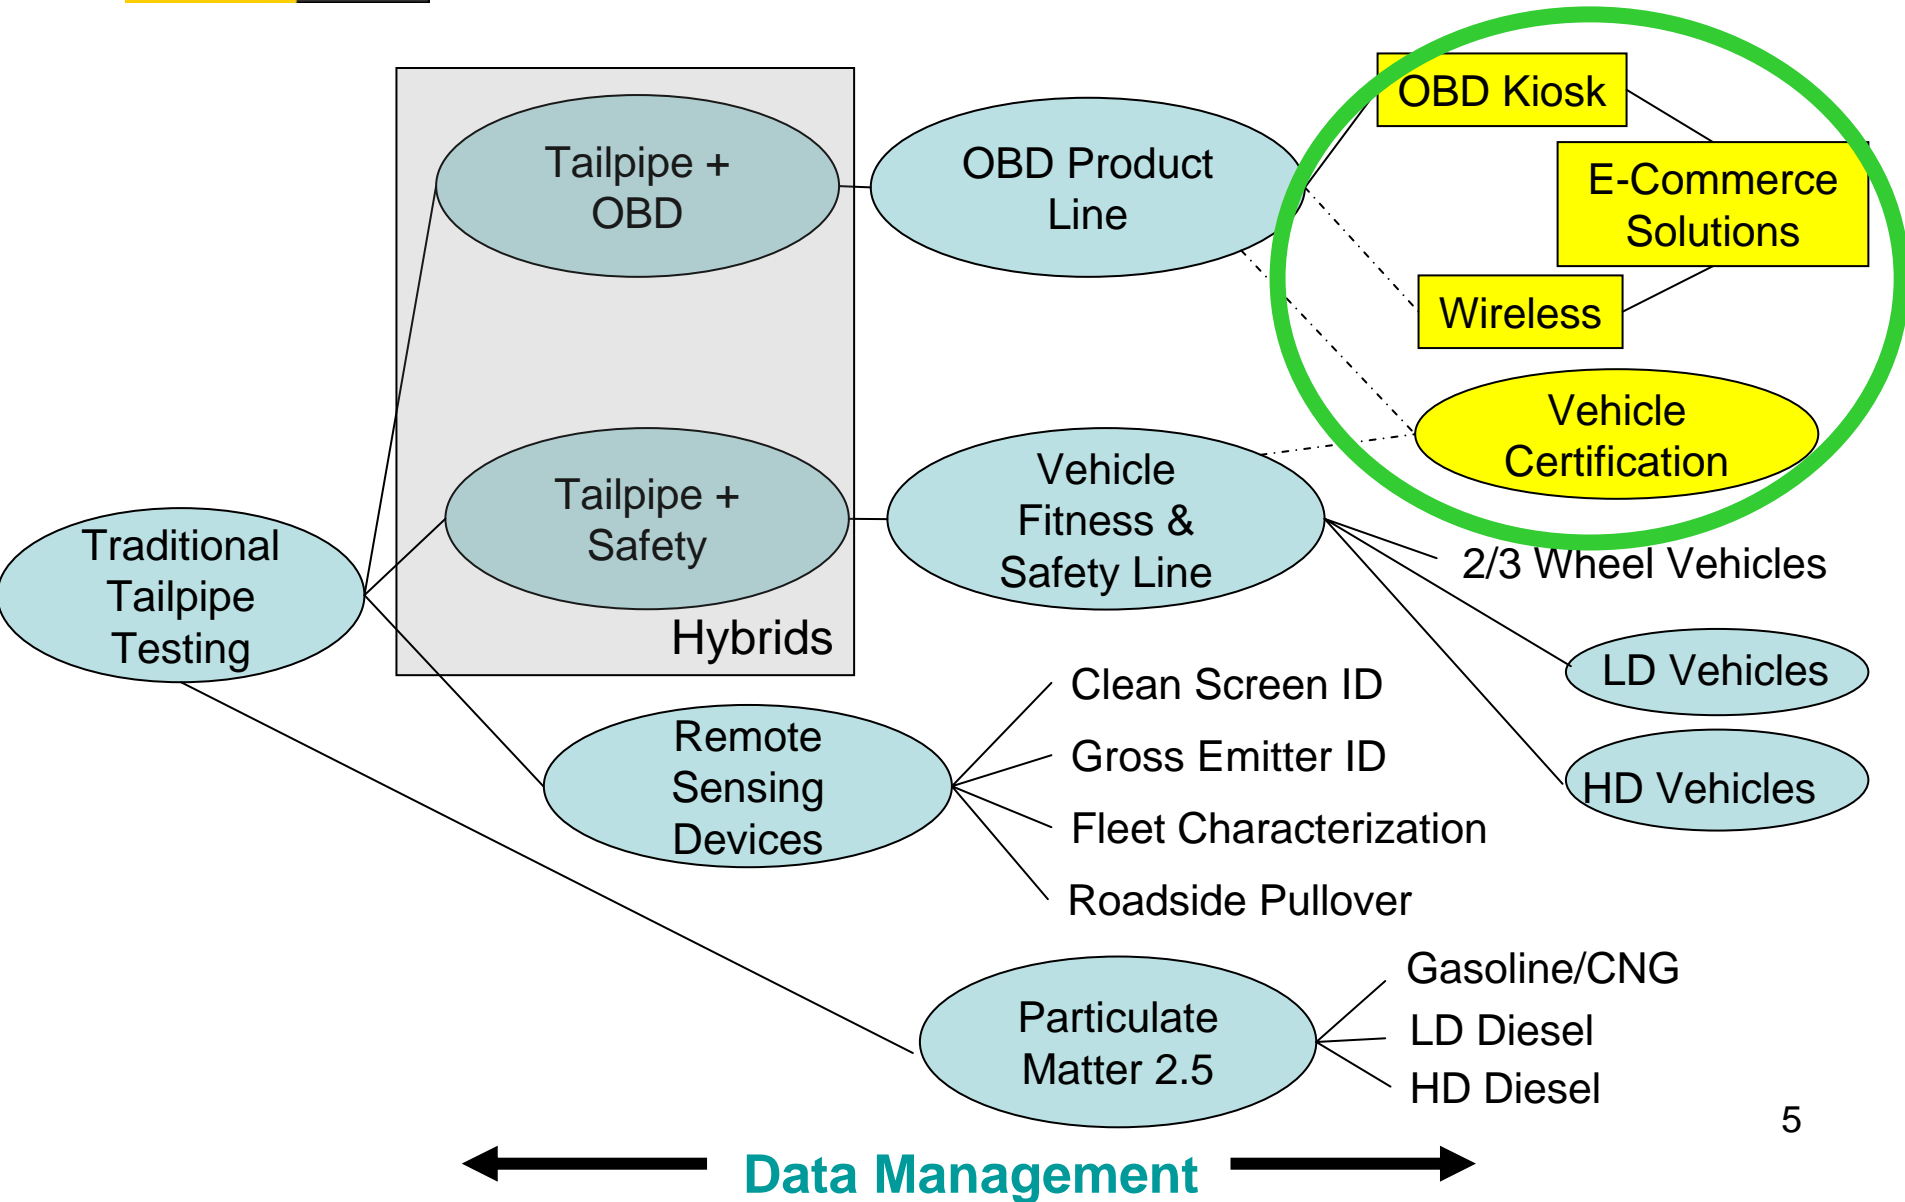 OBD Kiosk
Tailpipe +
OBD
OBD Product
Line
E-Commerce
Solutions
Wireless
Vehicle
Certification
Tailpipe +
Safety
Vehicle
Fitness &
Safety Line
Traditional
Tailpipe
Testing
Hybrids
2/3 Wheel Vehicles
LD Vehicles
HD Vehicles
Remote
Sensing
Devices
Clean Screen ID
Gross Emitter ID
Fleet Characterization
Roadside Pullover
Particulate
Matter 2.5
Gasoline/CNG
LD Diesel
HD Diesel
5
Data Management